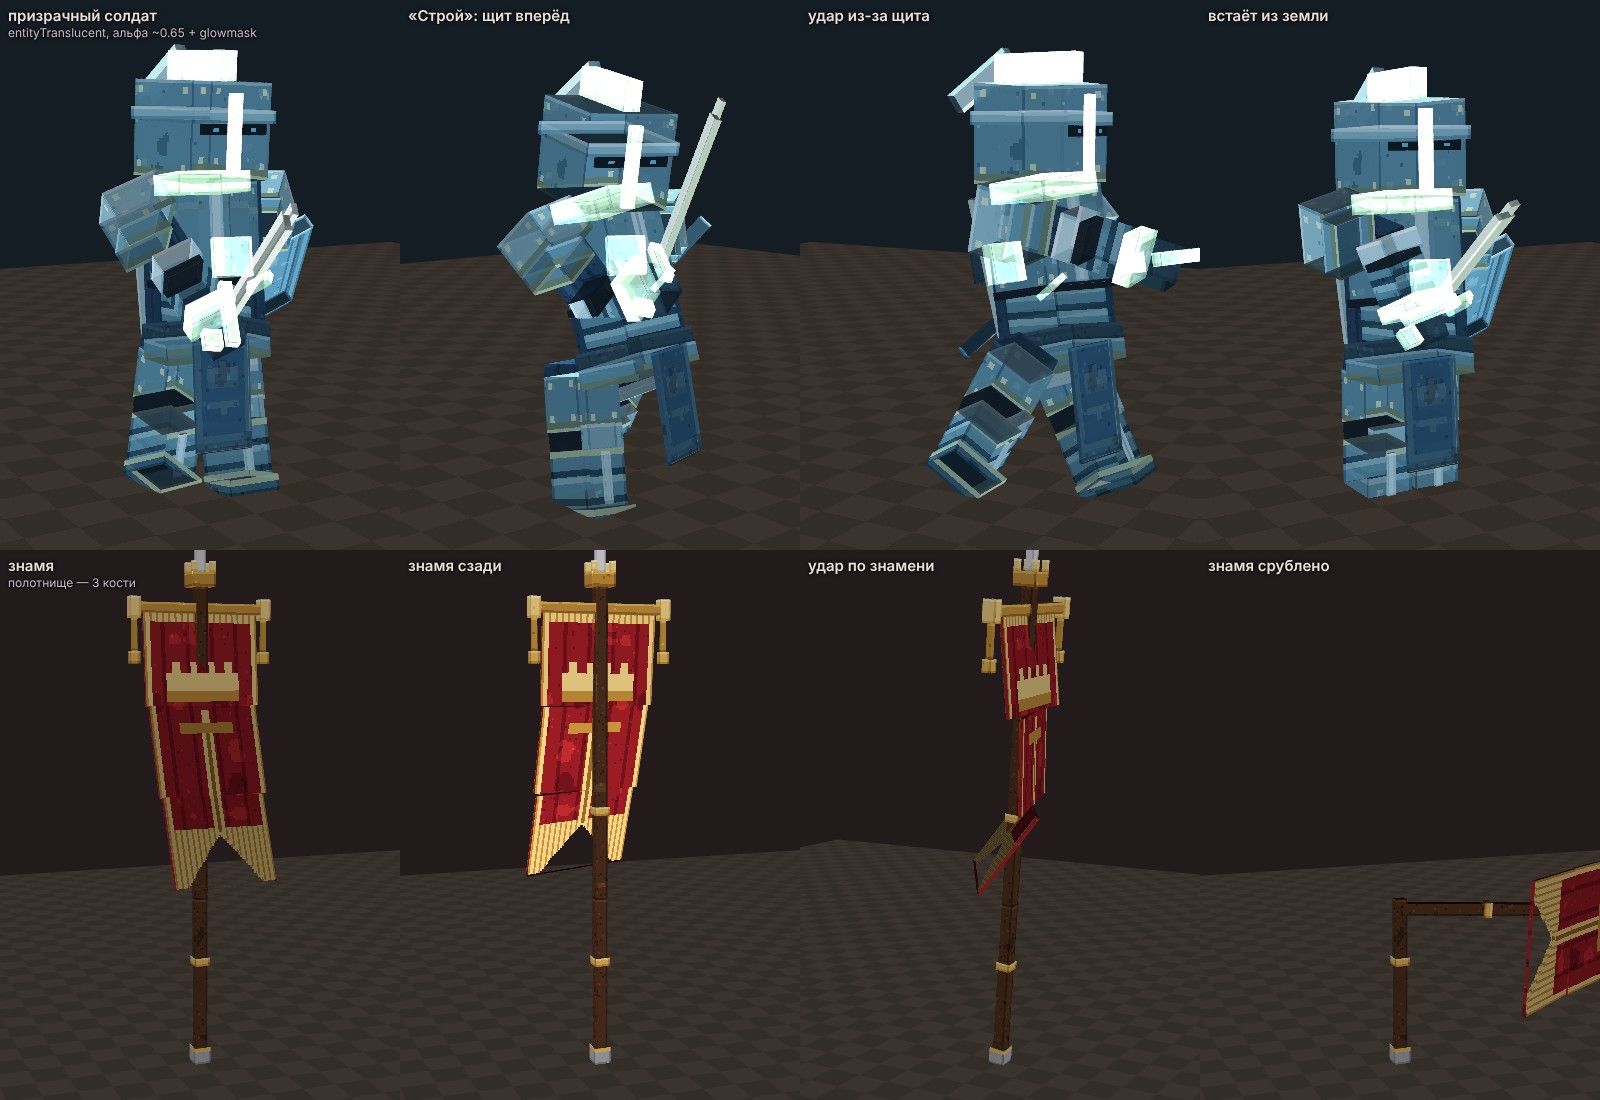 призрачный солдат
entityTranslucent, альфа ~0.65 + glowmask
«Строй»: щит вперёд
удар из-за щита
встаёт из земли
знамя
полотнище — 3 кости
знамя сзади
удар по знамени
знамя срублено